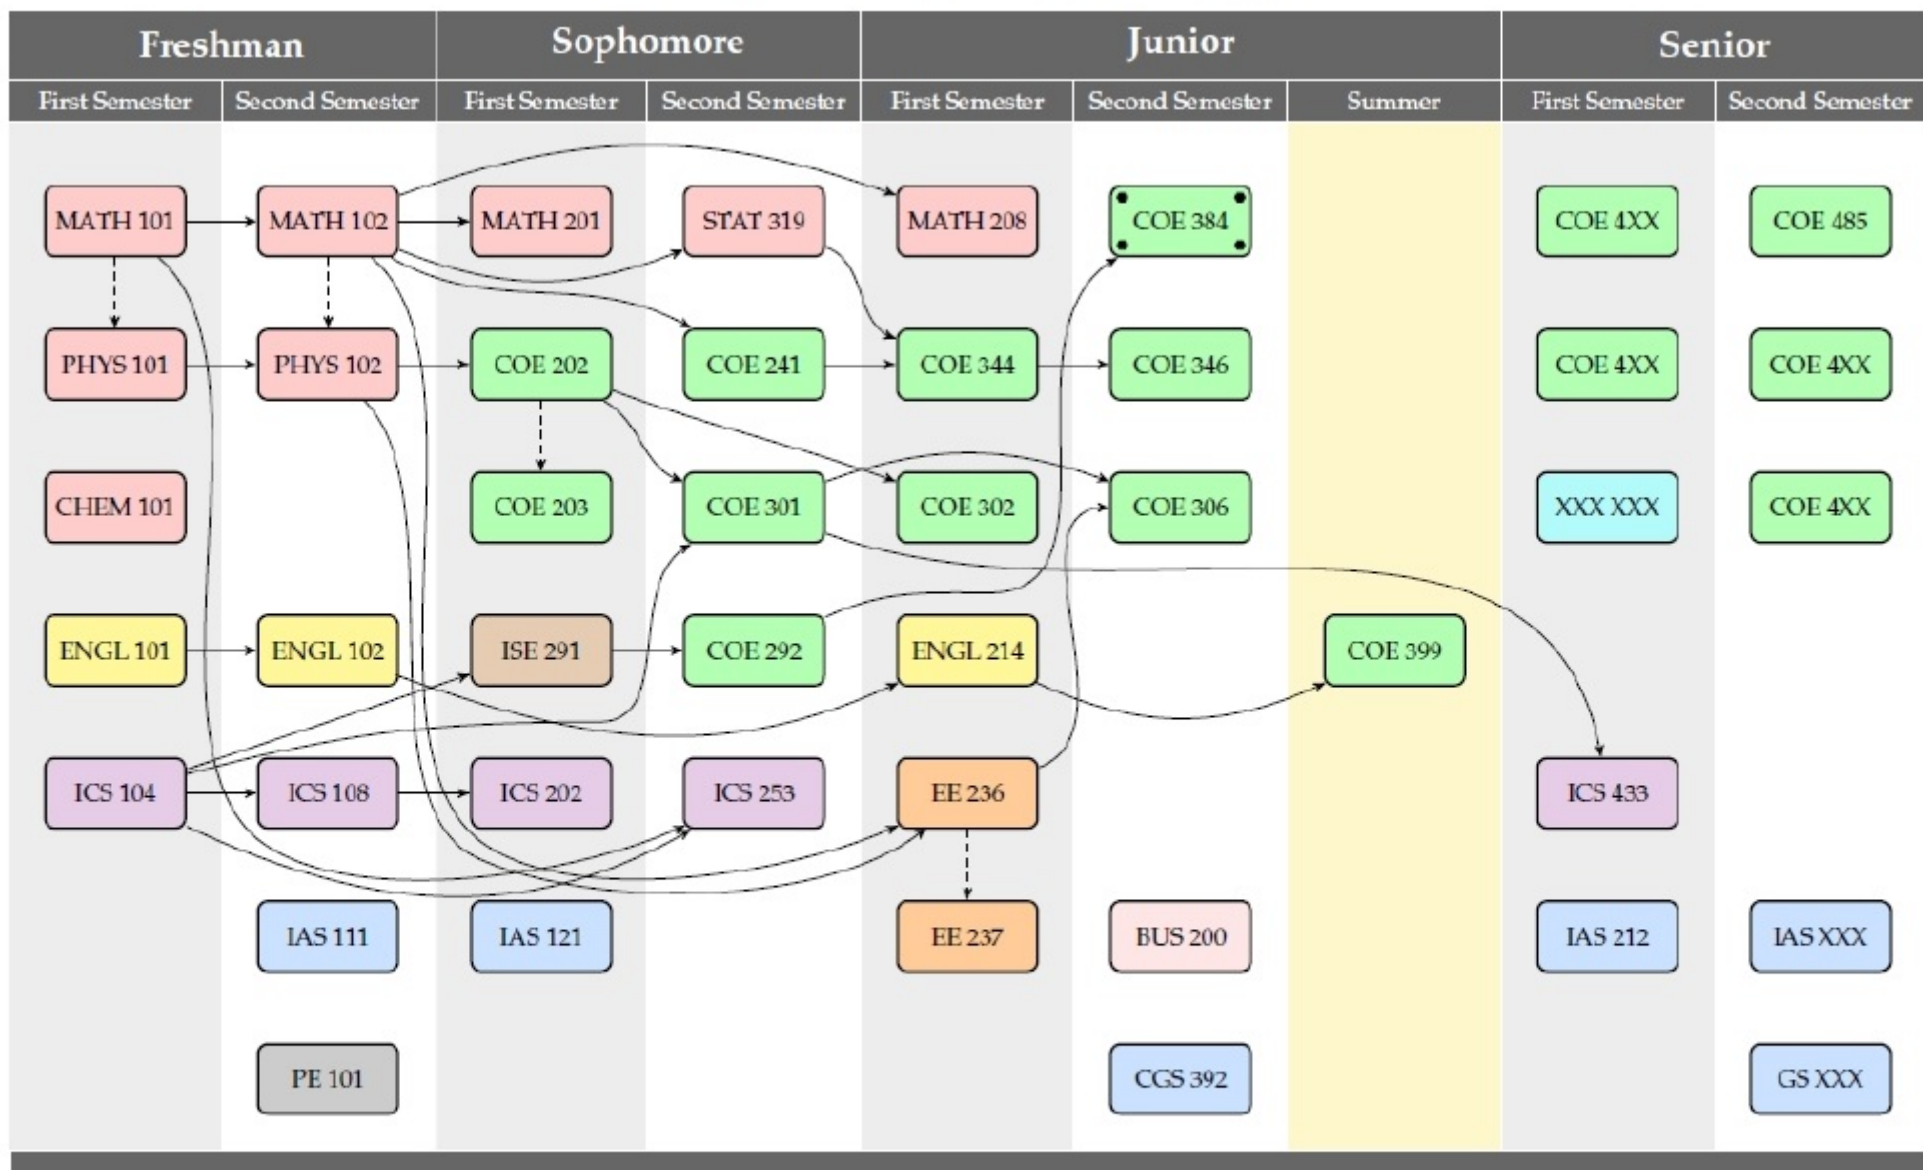 Freshman Sophomore Junior Senior
First Semester Second Semester First Semester Second Semester First Semester Second Semester Summer First Semester Second Semester
MATH 101 MATH 102 MATH 201 STAT 319 MATH 208 COE 384 COE 4XX COE 485
PHYS 101 PHYS 102 COE 202 COE 241 COE 344 COE 346 COE 4XX COE 4XX
CHEM 101 COE 203 COE 301 COE 302 COE 306 XXX XXX COE 4XX
ENGL 101 ENGL 102 ISE 291 COE 292 ENGL 214 COE 399
ICS 104 ICS 108 ICS 202 ICS 253 EE 236 ICS 433
IAS 111 IAS 121 EE 237 BUS 200 IAS 212 IAS XXX
PE 101 CGS 392 GS XXX